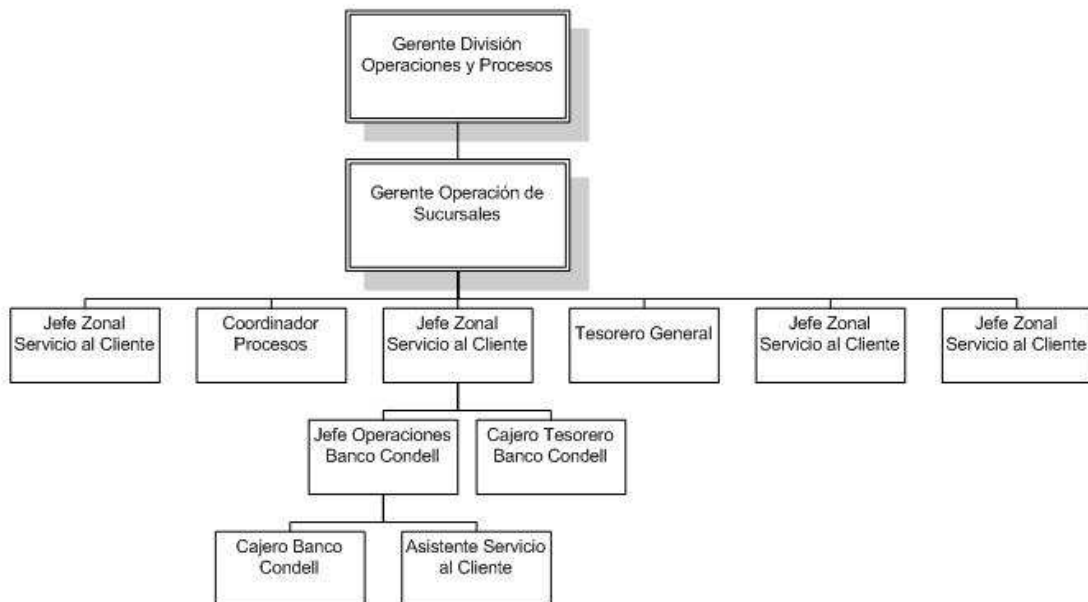 Gerente División
Operaciones y Procesos
Gerente Operación de
Sucursales
Jefe Zonal
Servicio al Cliente
Coordinador
Procesos
Jefe Zonal
Servicio al Cliente
Tesorero General
Jefe Zonal
Servicio al Cliente
Jefe Zonal
Servicio al Cliente
Jefe Operaciones
Banco Condell
Cajero Tesorero
Banco Condell
Cajero Banco
Condell
Asistente Servicio
al Cliente